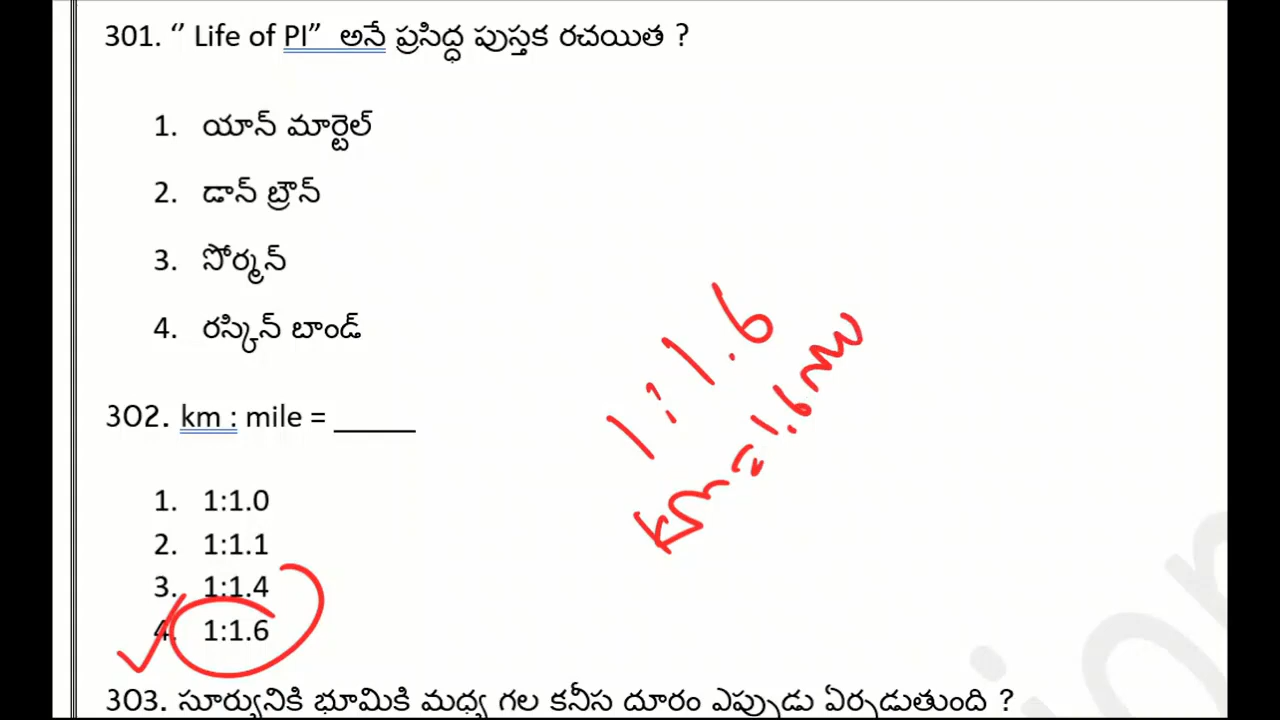 301. “ Life of PI” అనే ప్రసిద్ధ పుస్తక రచయిత ?
1. యాన్ మార్టెల్
2. డాన్ బ్రౌన్
3. సోర్మన్
4. రస్కిన్ బాండ్
1:1.6
km = 1.6 m
302. km : mile = _____
1. 1:1.0
2. 1:1.1
3. 1:1.4
4. 1:1.6
303. సూర్యునికి భూమికి మధ్య గల కనీస దూరం ఎప్పుడు ఏర్పడుతుంది ?